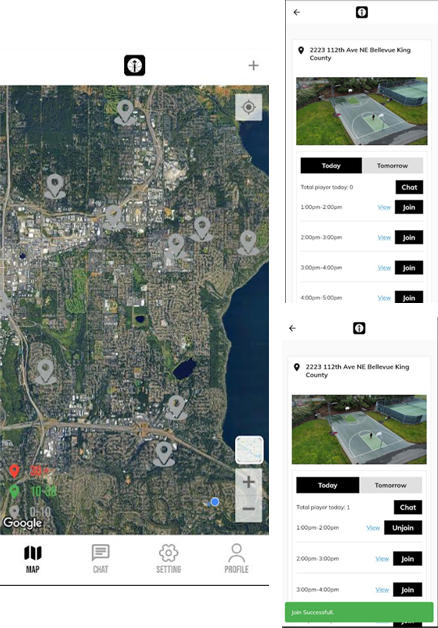 30+
10-30
0-10
Google
MAP
CHAT
SETTING
PROFILE
2223 112th Ave NE Bellevue King
County
Today
Tomorrow
Total player today: 0
Chat
1:00pm-2:00pm
View
Join
2:00pm-3:00pm
View
Join
3:00pm-4:00pm
View
Join
4:00pm-5:00pm
View
Join
2223 112th Ave NE Bellevue King
County
Today
Tomorrow
Total player today: 1
Chat
1:00pm-2:00pm
View
Unjoin
2:00pm-3:00pm
View
Join
3:00pm-4:00pm
View
Join
Join Successfull.